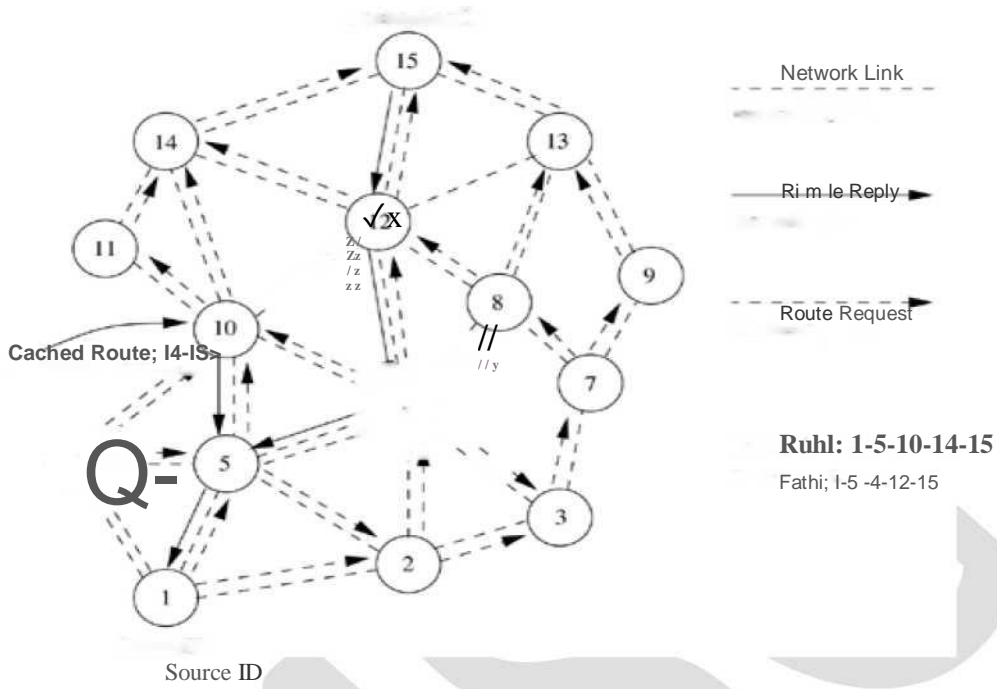 15
Network Link
14
13
Ri m le Reply
12
X
11
9
8
10
Route Request
Cached Route; I4-IS>
7
Q-
5
Ruhl: 1-5-10-14-15
Fathi; I-5 -4-12-15
3
2
1
Source ID